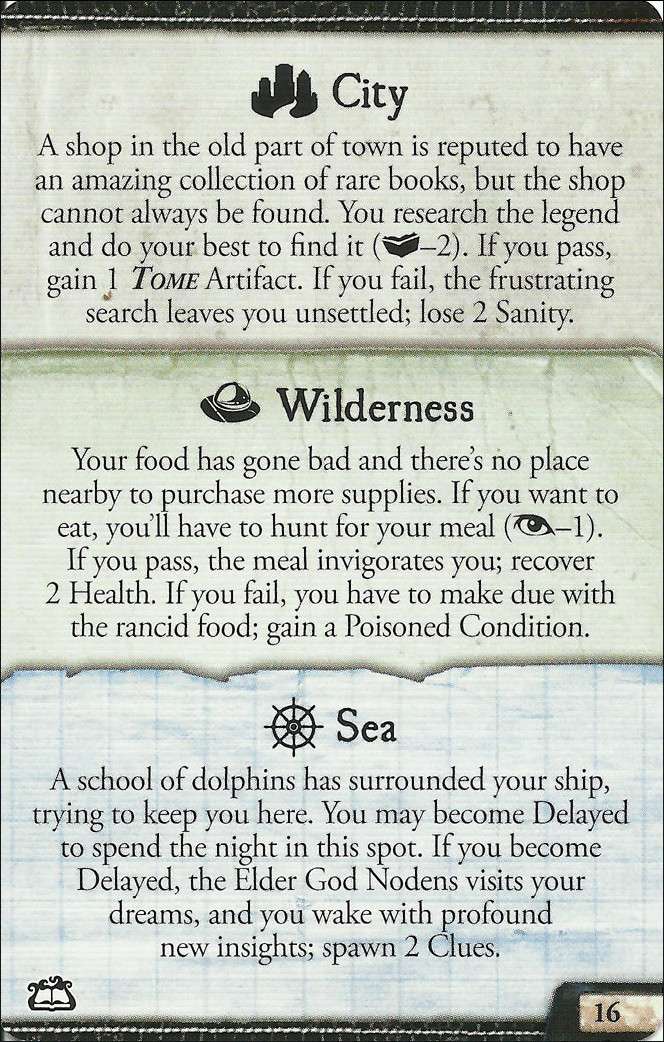 City
A shop in the old part of town is reputed to have
an amazing collection of rare books, but the shop
cannot always be found. You research the legend
and do your best to find it (–2). If you pass,
gain 1 TOME Artifact. If you fail, the frustrating
search leaves you unsettled; lose 2 Sanity.
Wilderness
Your food has gone bad and there's no place
nearby to purchase more supplies. If you want to
eat, you'll have to hunt for your meal (–1).
If you pass, the meal invigorates you; recover
2 Health. If you fail, you have to make due with
the rancid food; gain a Poisoned Condition.
Sea
A school of dolphins has surrounded your ship,
trying to keep you here. You may become Delayed
to spend the night in this spot. If you become
Delayed, the Elder God Nodens visits your
dreams, and you wake with profound
new insights; spawn 2 Clues.
16